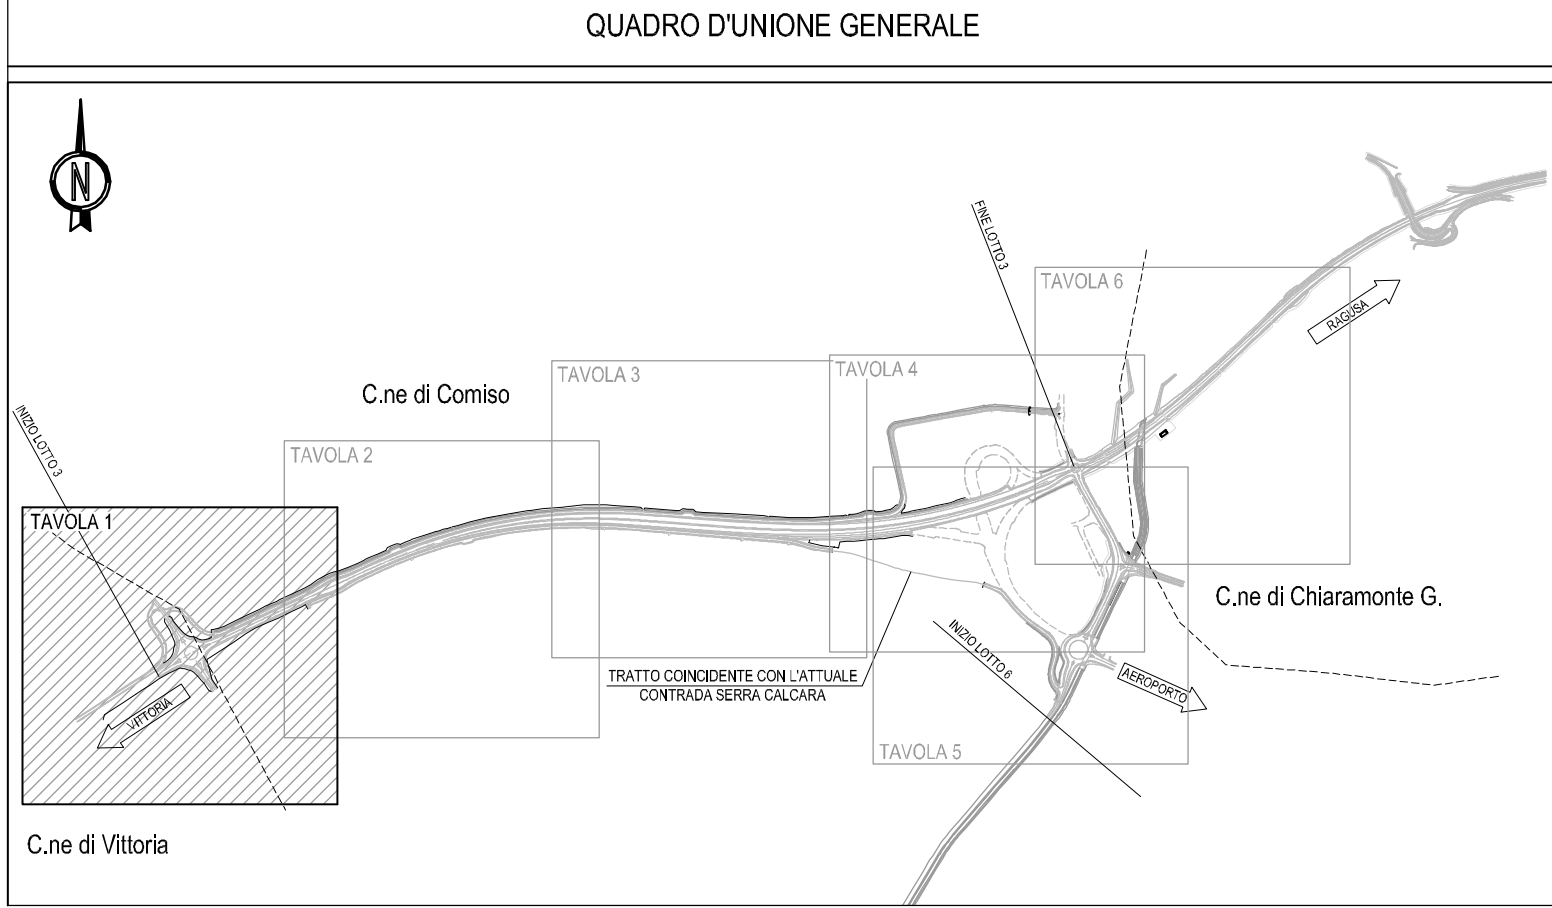 QUADRO D'UNIONE GENERALE
N
FINE LOTTO 3
TAVOLA 6
RAGUSA
TAVOLA 4
TAVOLA 3
C.ne di Comiso
INIZIO LOTTO 3
TAVOLA 2
TAVOLA 1
C.ne di Chiaramonte G.
INIZIO LOTTO 6
TRATTO COINCIDENTE CON L'ATTUALE
CONTRADA SERRA CALCARA
AEROPORTO
VITTORIA
TAVOLA 5
C.ne di Vittoria